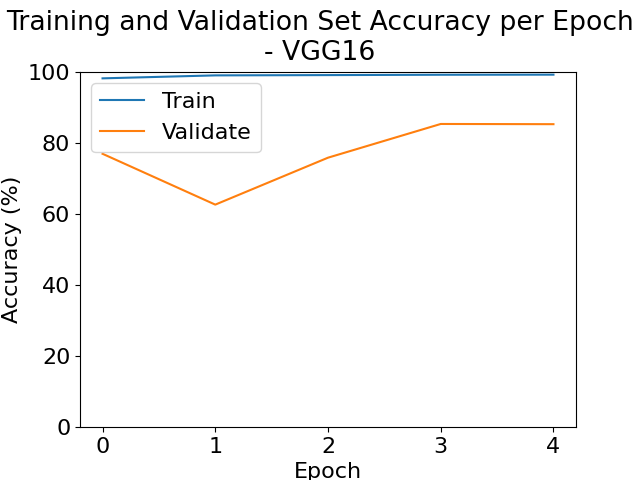 Training and Validation Set Accuracy per Epoch
- VGG16
100
80
60
40
20
0
Accuracy (%)
Train
Validate
0 1 2 3 4
Epoch